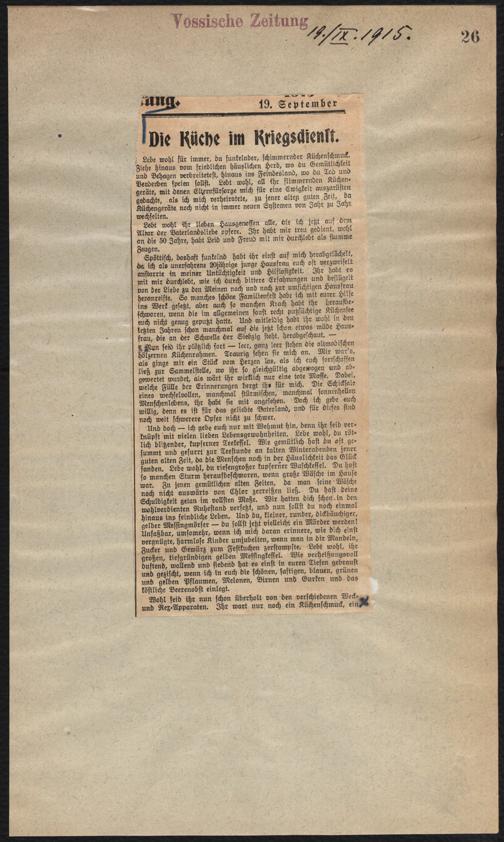 Vossische Zeitung
19./IX. 1915.
26
ung.
19. September
Die Küche im Kriegsdienst.
Lebe wohl für immer, du funkelnder, schimmernder Küchenschmuck.
Ziehe hinaus vom friedlichen häuslichen Herd, wo du Gemütlichkeit
und Behagen verbreitetest, hinaus ins Feindesland, wo du Tod und
Verderben speien sollst. Lebt wohl, all ihr flimmernden Küchen-
geräte, mit denen Elternfürsorge mich für eine Ewigkeit auszurüsten
gedachte, als ich mich verheiratete, zu jener alten guten Zeit, da
Küchengeräte noch nicht in immer neuen Systemen von Jahr zu Jahr
wechselten.
Lebt wohl ihr lieben Hausgenossen alle, die ich jetzt auf dem
Altar der Vaterlandsliebe opfere. Ihr habt mir treu gedient, wohl
an die 50 Jahre, habt Leid und Freud mit mir durchlebt als stumme
Zeugen.
Spöttisch, boshaft funkelnd habt ihr einst auf mich herabgelächelt,
da ich als unerfahrene 20jährige junge Hausfrau euch oft verzweifelt
anstarrte in meiner Untüchtigkeit und Hilflosigkeit. Ihr habt es
mit mir durchlebt, wie ich durch bittere Erfahrungen und beflügelt
von der Liebe zu den Meinen nach und nach zur umsichtigen Hausfrau
heranreifte. So manches schöne Familienfest habe ich mit eurer Hilfe
ins Werk gesetzt, aber auch so manchen Krach habt ihr heraufbe-
schworen, wenn die im allgemeinen sonst recht putzsüchtige Küchenfee
euch nicht genug geputzt hatte. Und mitleidig habt ihr wohl in den
letzten Jahren schon manchmal auf die jetzt schon etwas müde Haus-
frau, die an der Schwelle der Siebzig steht, herabgeschaut. —
Nun seid ihr plötzlich fort — leer, ganz leer stehen die altmodischen
hölzernen Küchenrahmen. Traurig sehen sie mich an. Mir war's,
als ginge mir ein Stück vom Herzen los, als ich euch fortschaffen
ließ zur Sammelstelle, wo ihr so gleichgültig abgewogen und ab-
gewertet wurdet, als wärt ihr wirklich nur eine tote Masse. Dabei,
welche Fülle der Erinnerungen bergt ihr für mich. Die Schicksale
eines wechselvollen, manchmal stürmischen, manchmal sonnenhellen
Menschenlebens, ihr habt sie mit angesehen. Doch ich gebe euch
willig, denn es ist für das geliebte Vaterland, und für dieses sind
noch weit schwerere Opfer nicht zu schwer.
Und doch — ich gebe euch nur mit Wehmut hin, denn ihr seid ver-
knüpft mit vielen lieben Lebensgewohnheiten. Lebe wohl, du röt-
lich blitzender, kupferner Teekessel. Wie gemütlich hast du oft ge-
summt und gesurrt zur Teestunde an kalten Winterabenden jener
guten alten Zeit, da die Menschen noch in der Häuslichkeit das Glück
fanden. Lebe wohl, du riesengroßer kupferner Waschkessel. Du hast
so manchen Sturm heraufbeschworen, wenn große Wäsche im Hause
war. Zu jenen gemütlichen alten Zeiten, da man seine Wäsche
noch nicht auswärts von Chlor zerreißen ließ. Du hast deine
Schuldigkeit getan im vollsten Maße. Wir hatten dich schon in den
wohlverdienten Ruhestand versetzt, und nun sollst du noch einmal
hinaus ins feindliche Leben. Und du, kleiner, runder, dickbäuchiger,
gelber Messingmörser — du sollst jetzt vielleicht ein Mörder werden!
Unfaßbar, umsomehr, wenn ich mich daran erinnere, wie dich einst
vergnügte, harmlose Kinder umjubelten, wenn man in dir Mandeln,
Zucker und Gewürz zum Festkuchen zerstampfte. Lebt wohl, ihr
großen, tiefgründigen gelben Messingkessel. Wie verheißungsvoll
duftend, wallend und siedend hat es einst in euren Tiefen gebraust
und gezischt, wenn ich in euch die schönen, saftigen, blauen, grünen
und gelben Pflaumen, Melonen, Birnen und Gurken und das
köstliche Beerenobst einlegt.
Wohl seid ihr nun schon überholt von den verschiedenen Weck-
und Rex-Apparaten. Ihr wart nur noch ein Küchenschmuck, ein